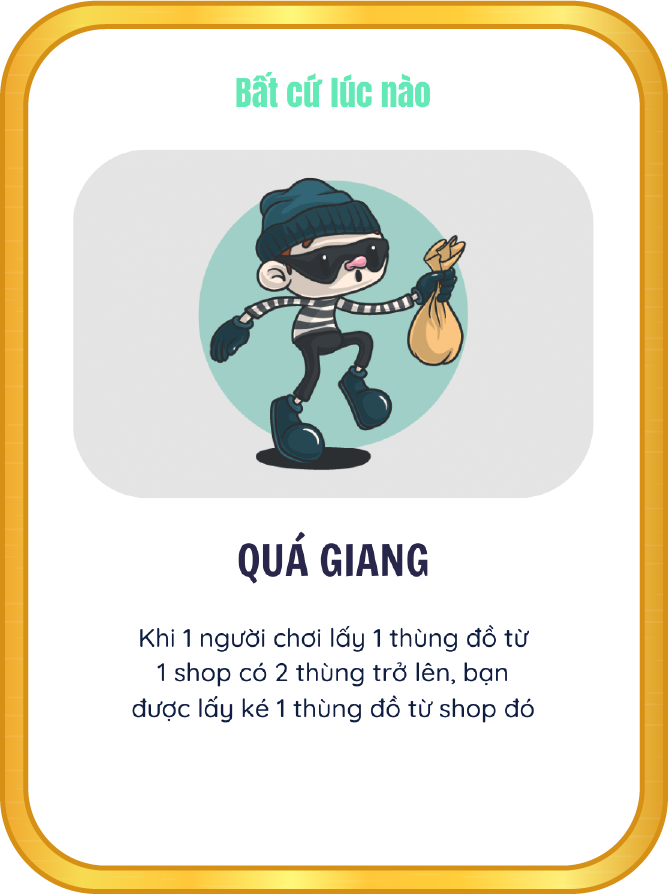 Bất cứ lúc nào
QUÁ GIANG
Khi 1 người chơi lấy 1 thùng đồ từ
1 shop có 2 thùng trở lên, bạn
được lấy ké 1 thùng đồ từ shop đó